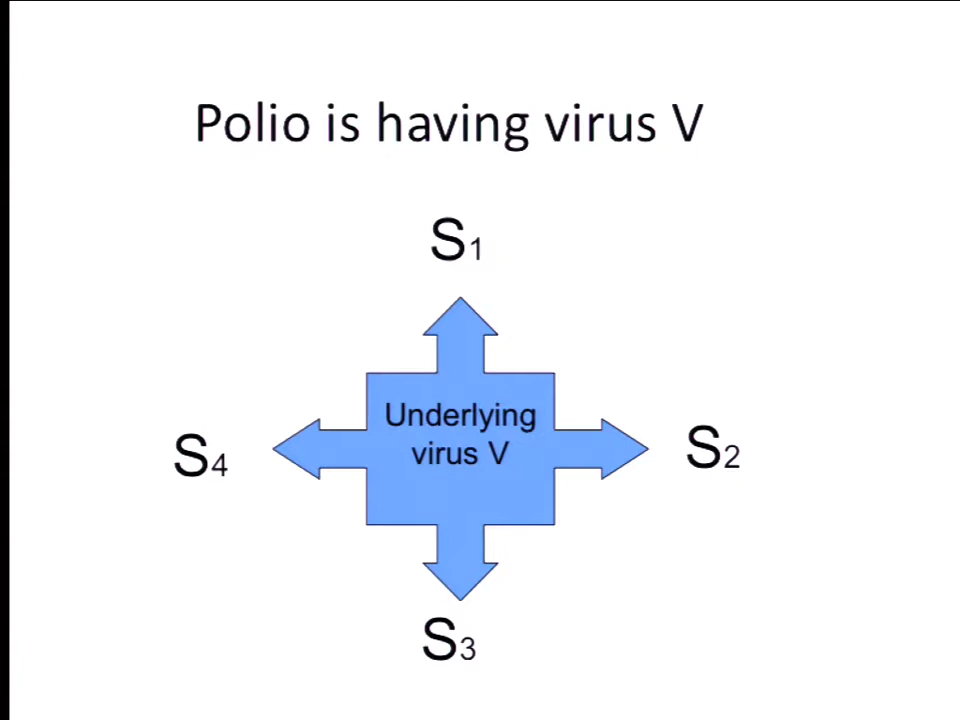 Polio is having virus V
S1
Underlying
virus V
S4
S2
S3